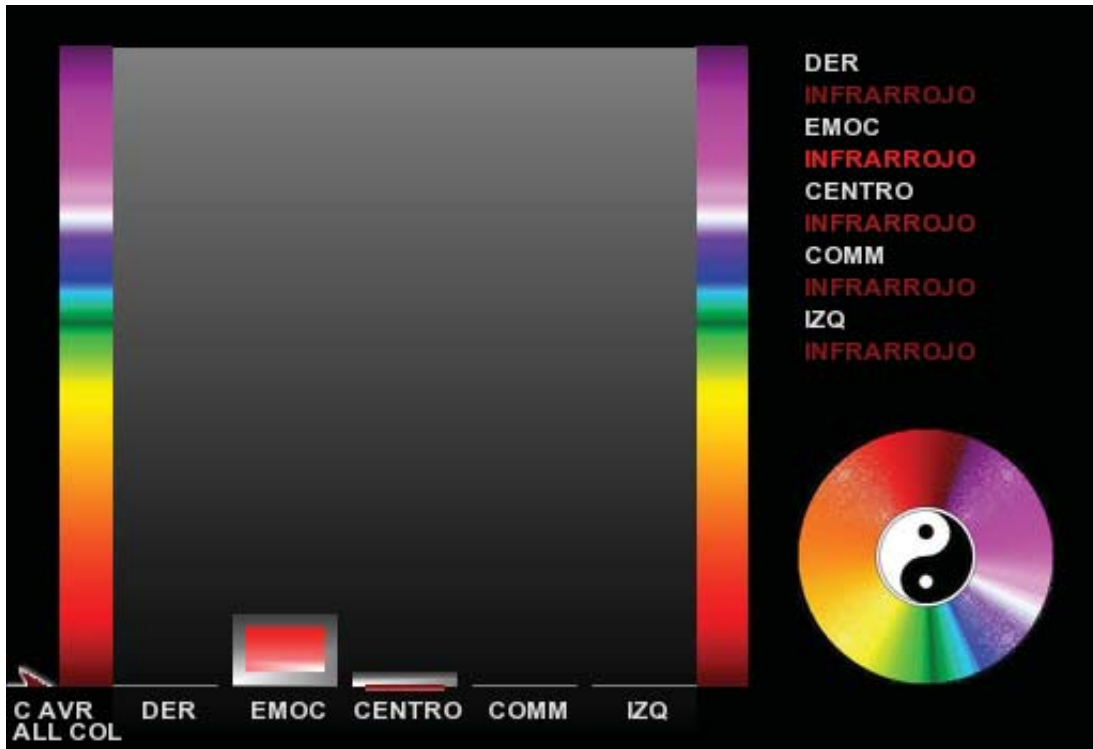 DER
INFRARROJO
EMOC
INFRARROJO
CENTRO
INFRARROJO
COMM
INFRARROJO
IZQ
INFRARROJO
C AVR DER EMOC CENTRO COMM IZQ
ALL COL